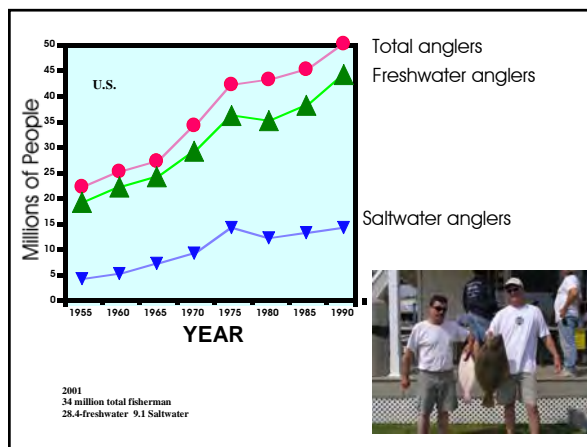 Total anglers
Freshwater anglers
Saltwater anglers
U.S.
Millions of People
50
45
40
35
30
25
20
15
10
5
0
1955 1960 1965 1970 1975 1980 1985 1990
YEAR
2001
34 million total fisherman
28.4-freshwater 9.1 Saltwater